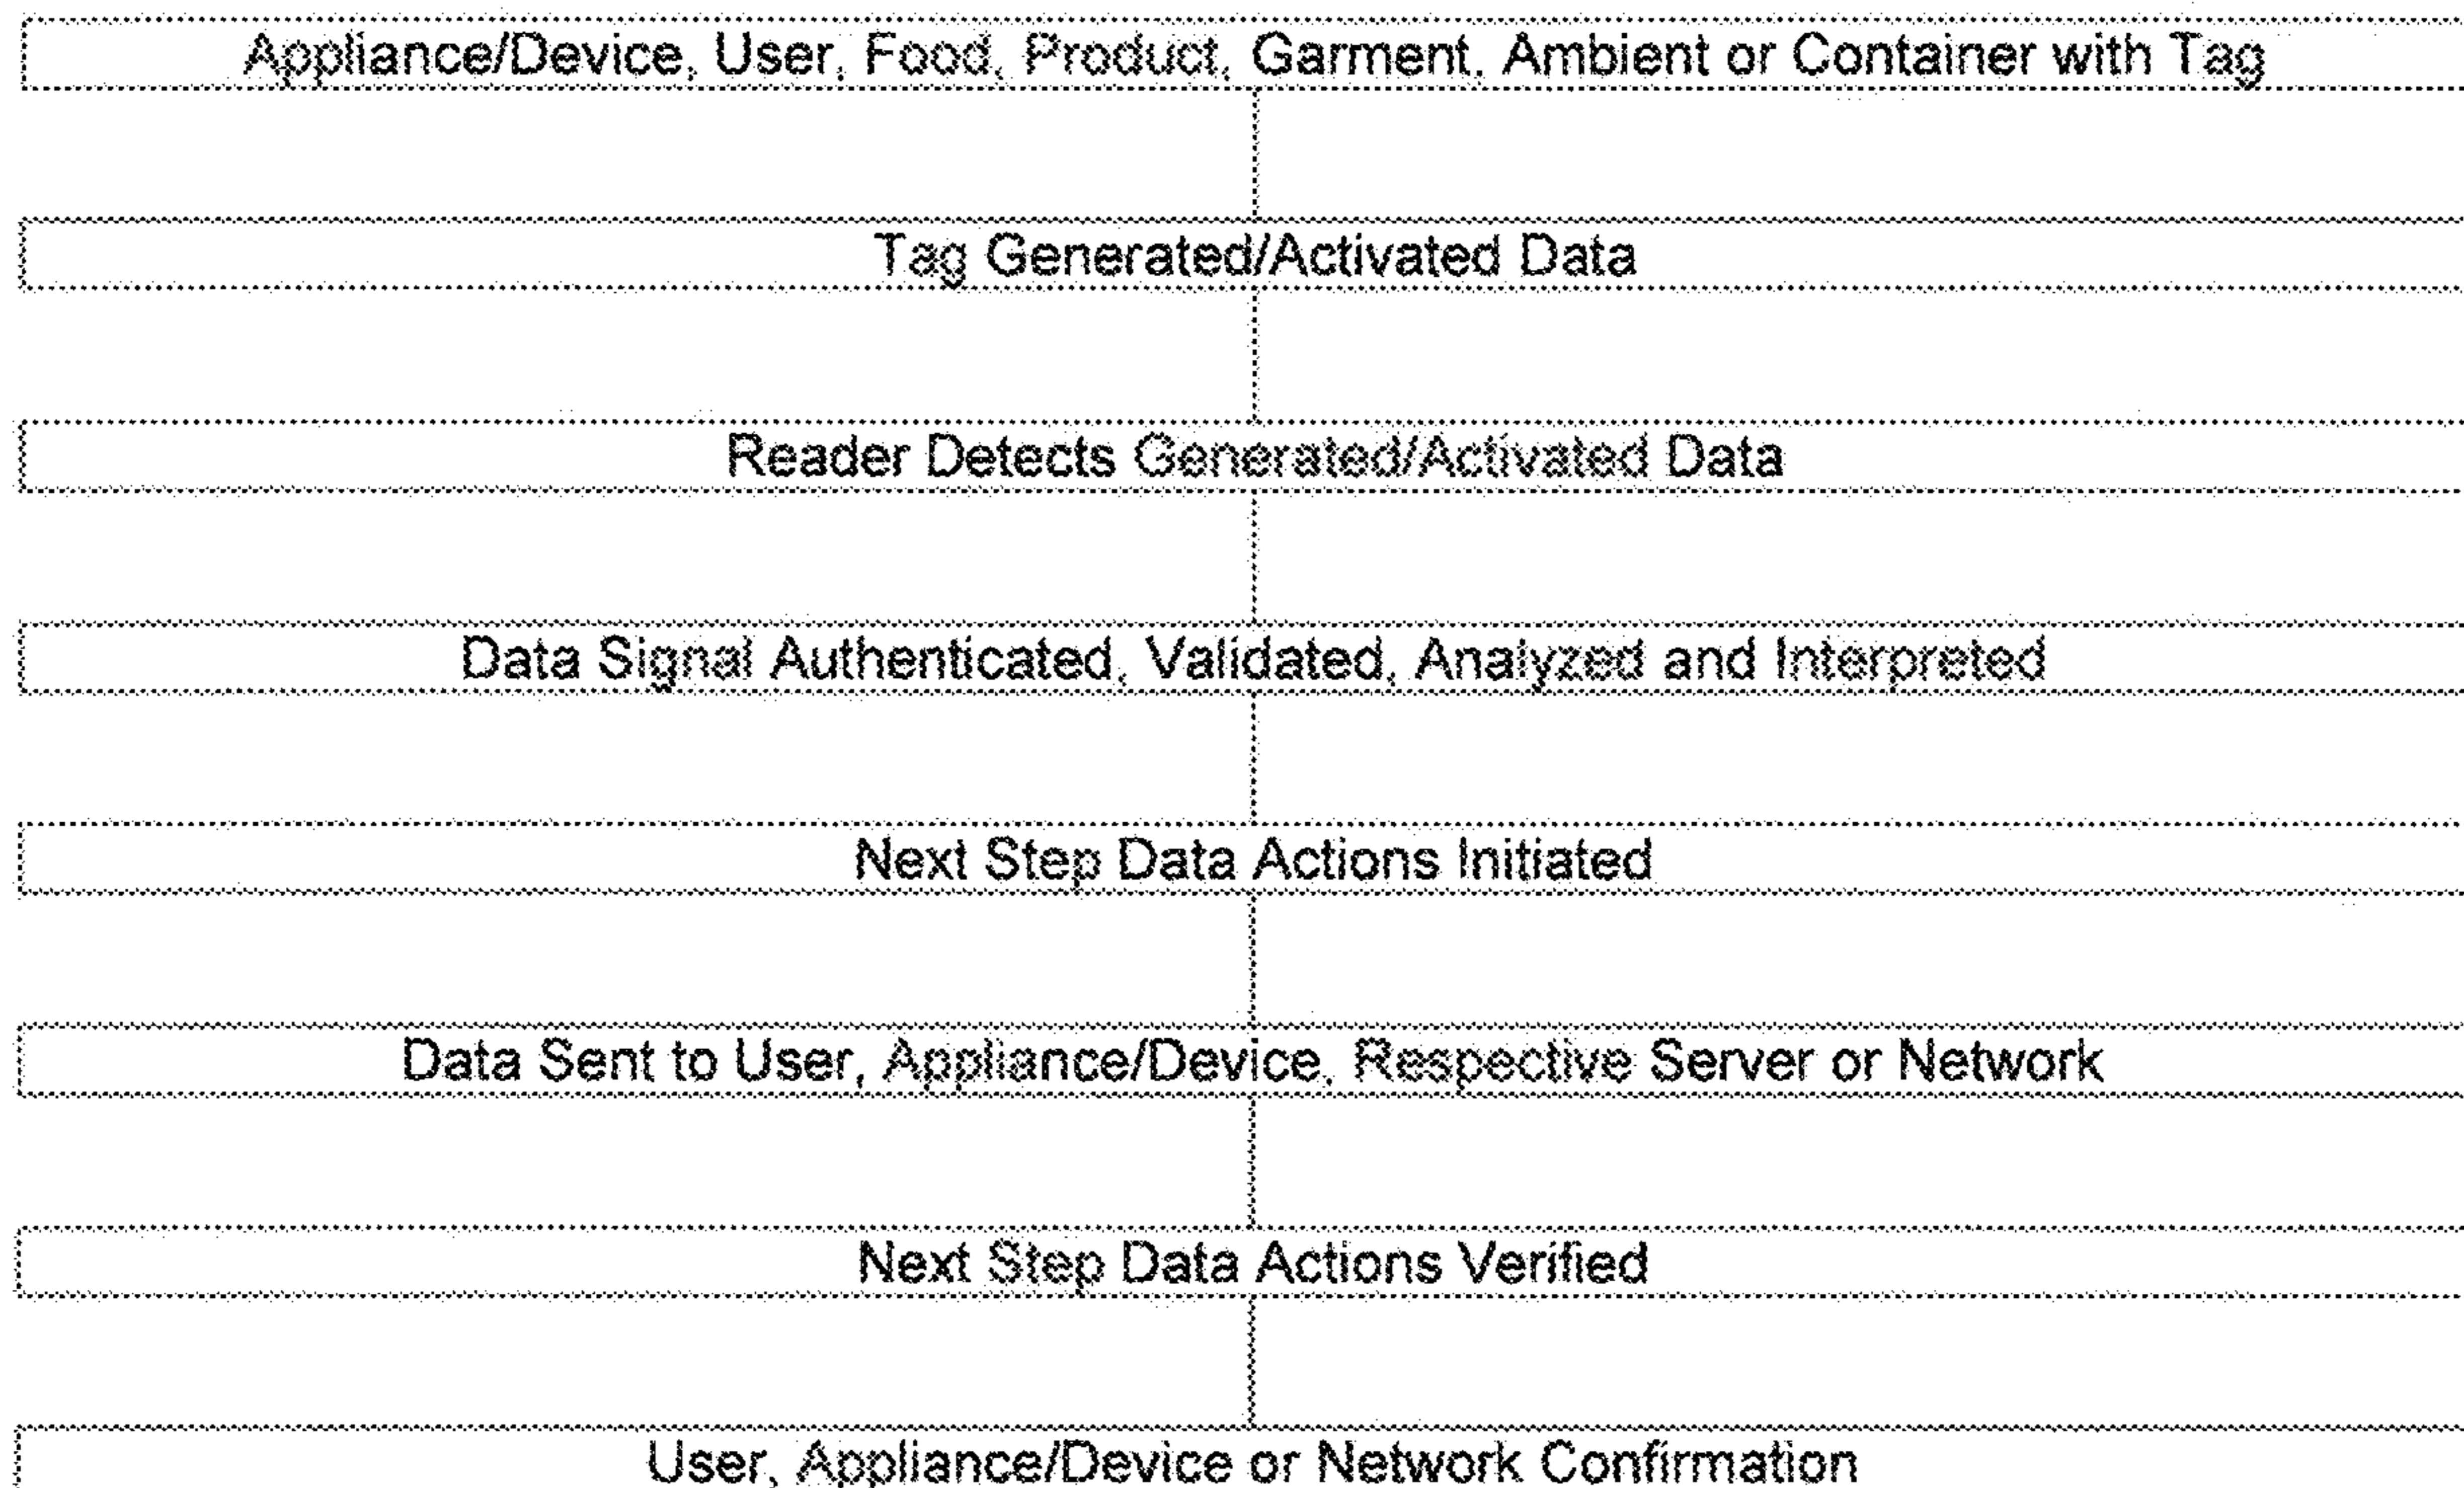 Appliance/Device, User, Food, Product, Garment, Ambient or Container with Tag
Tag Generated/Activated Data
Reader Detects Generated/Activated Data
Data Signal Authenticated, Validated, Analyzed and Interpreted
Next Step Data Actions Initiated
Data Sent to User, Appliance/Device, Respective Server or Network
Next Step Data Actions Verified
User, Appliance/Device or Network Confirmation